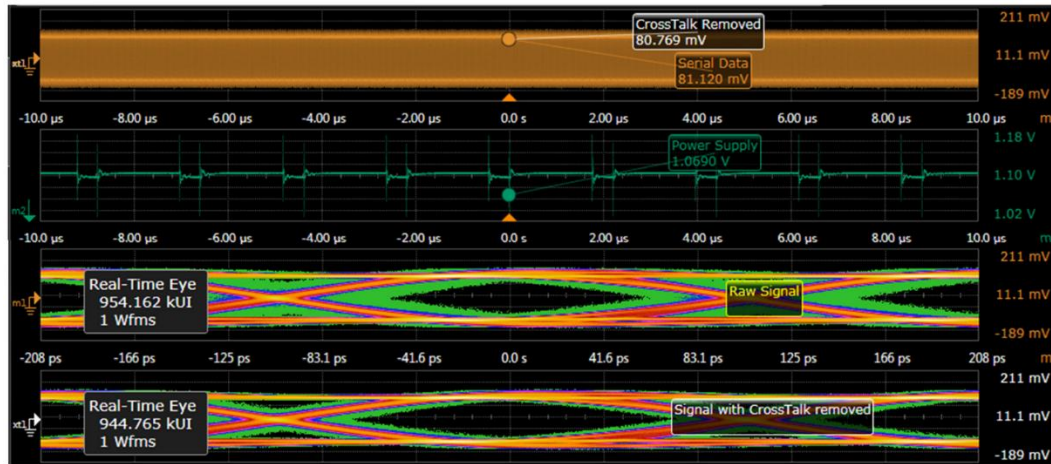 CrossTalk Removed
80.769 mV
Serial Data
81.120 mV
211 mV
11.1 mV
-189 mV
xt1
-10.0 µs -8.00 µs -6.00 µs -4.00 µs -2.00 µs 0.0 s 2.00 µs 4.00 µs 6.00 µs 8.00 µs 10.0 µs m
Power Supply
1.0690 V
1.18 V
1.10 V
1.02 V
m2
-10.0 µs -8.00 µs -6.00 µs -4.00 µs -2.00 µs 0.0 s 2.00 µs 4.00 µs 6.00 µs 8.00 µs 10.0 µs m
Real-Time Eye
954.162 kUI
1 Wfms
Raw Signal
211 mV
11.1 mV
-189 mV
m1
-208 ps -166 ps -125 ps -83.1 ps -41.6 ps 0.0 s 41.6 ps 83.1 ps 125 ps 166 ps 208 ps m
Real-Time Eye
944.765 kUI
1 Wfms
Signal with CrossTalk removed
211 mV
11.1 mV
-189 mV
xt1